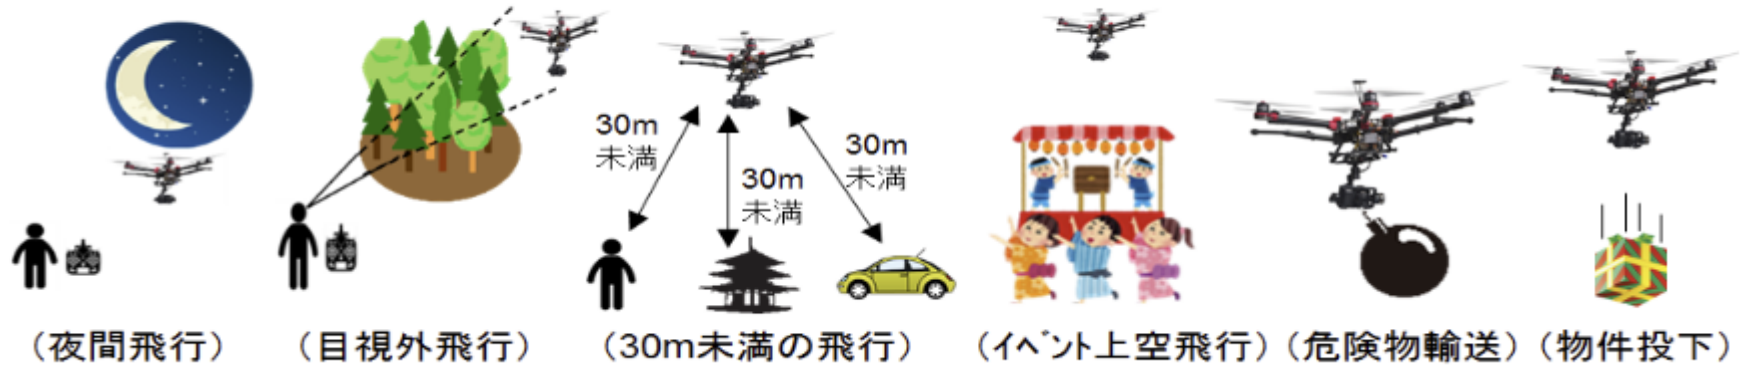 30m
未満
30m
未満
30m
未満
（夜間飛行）
（目視外飛行）
（30m未満の飛行）
（ｲﾍﾞﾝﾄ上空飛行）
（危険物輸送）
（物件投下）